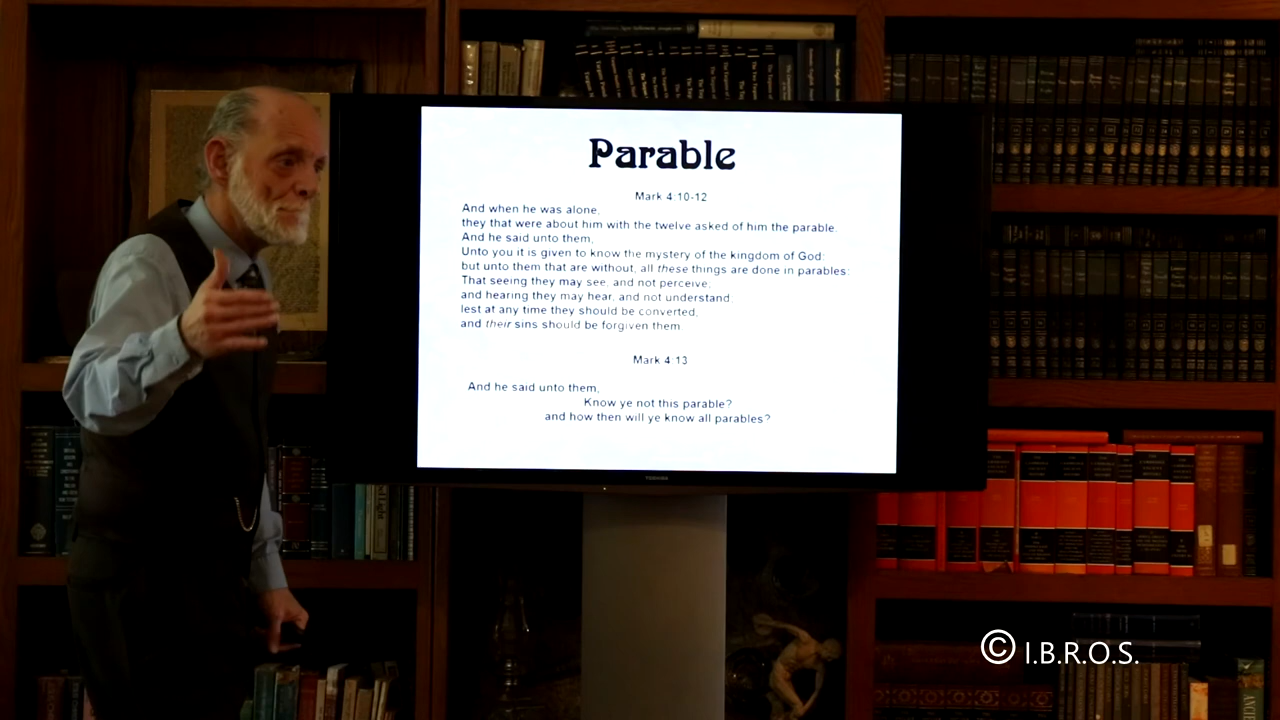 Parable
Mark 4:10-12
And when he was alone,
they that were about him with the twelve asked of him the parable.
And he said unto them,
Unto you it is given to know the mystery of the kingdom of God:
but unto them that are without, all these things are done in parables:
That seeing they may see, and not perceive;
and hearing they may hear, and not understand;
lest at any time they should be converted,
and their sins should be forgiven them
Mark 4:13
And he said unto them,
Know ye not this parable?
and how then will ye know all parables?
TOSHIBA
© I.B.R.O.S.